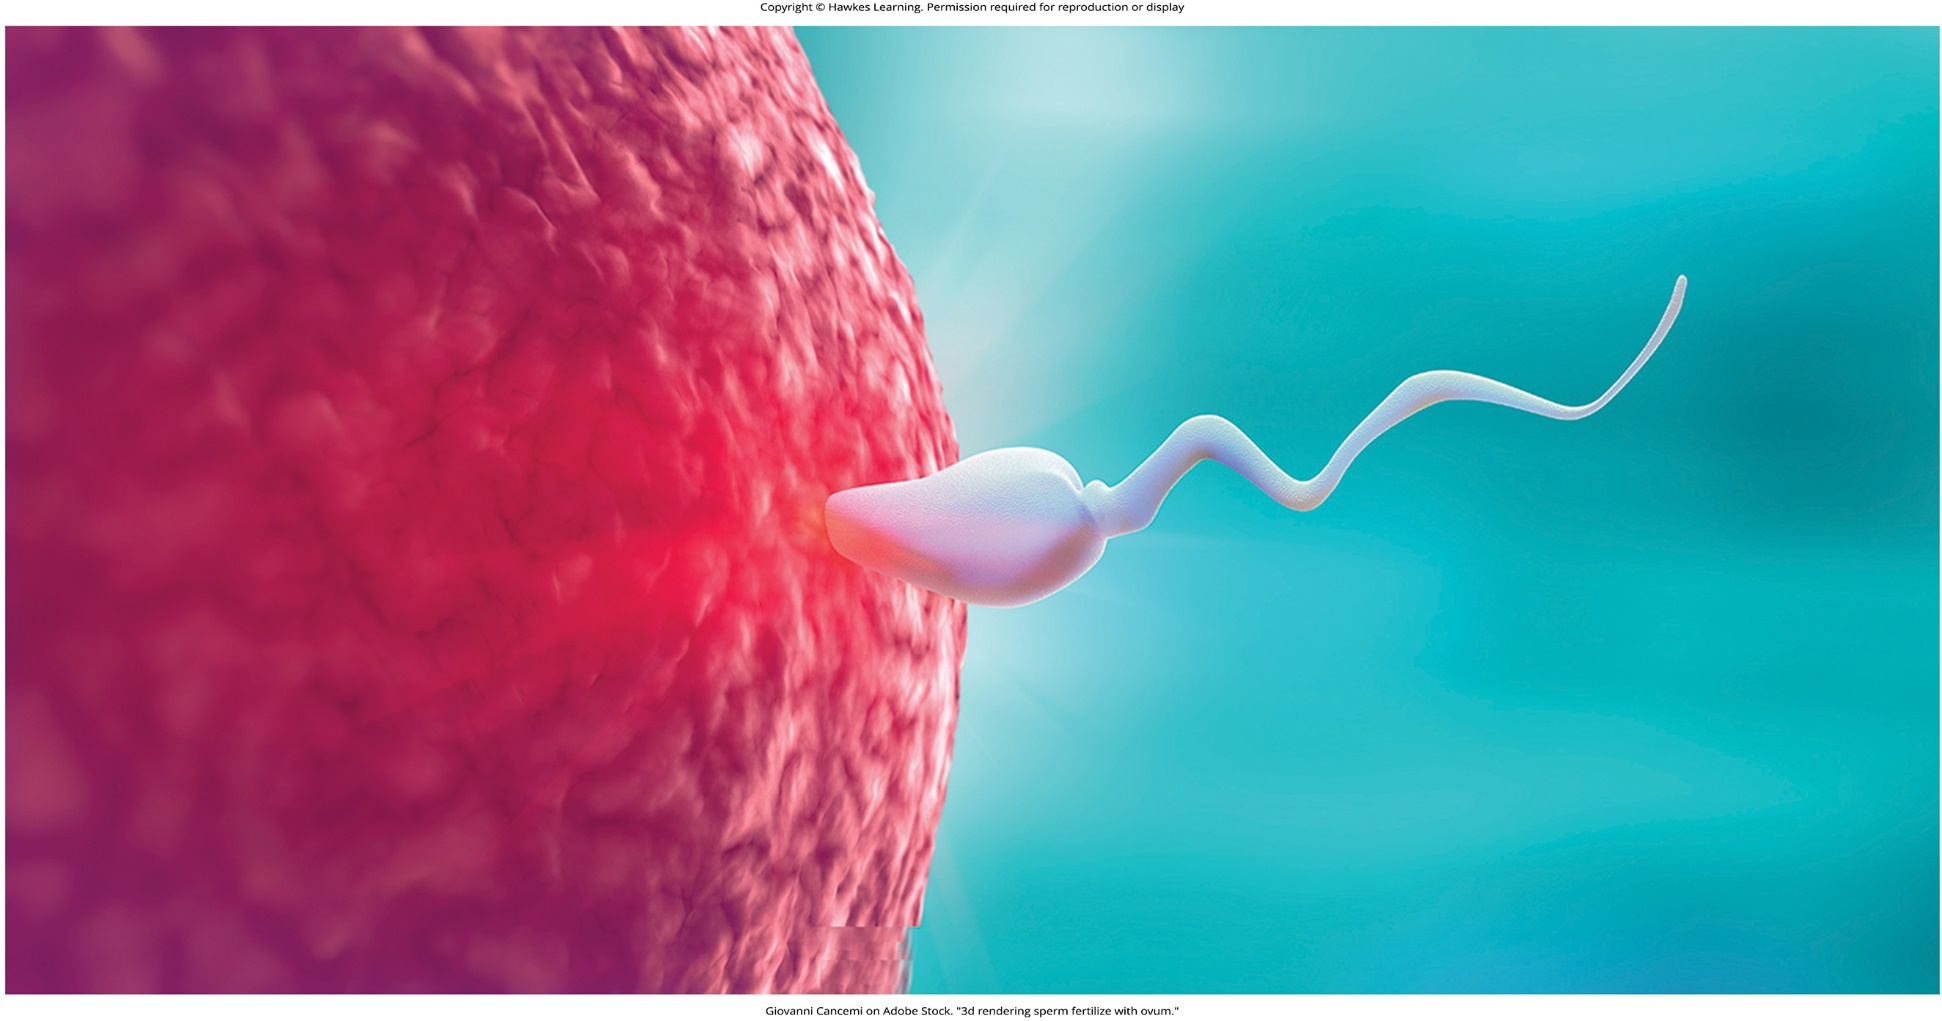 Copyright © Hawkes Learning. Permission required for reproduction or display
Giovanni Cancemi on Adobe Stock. "3d rendering sperm fertilize with ovum."